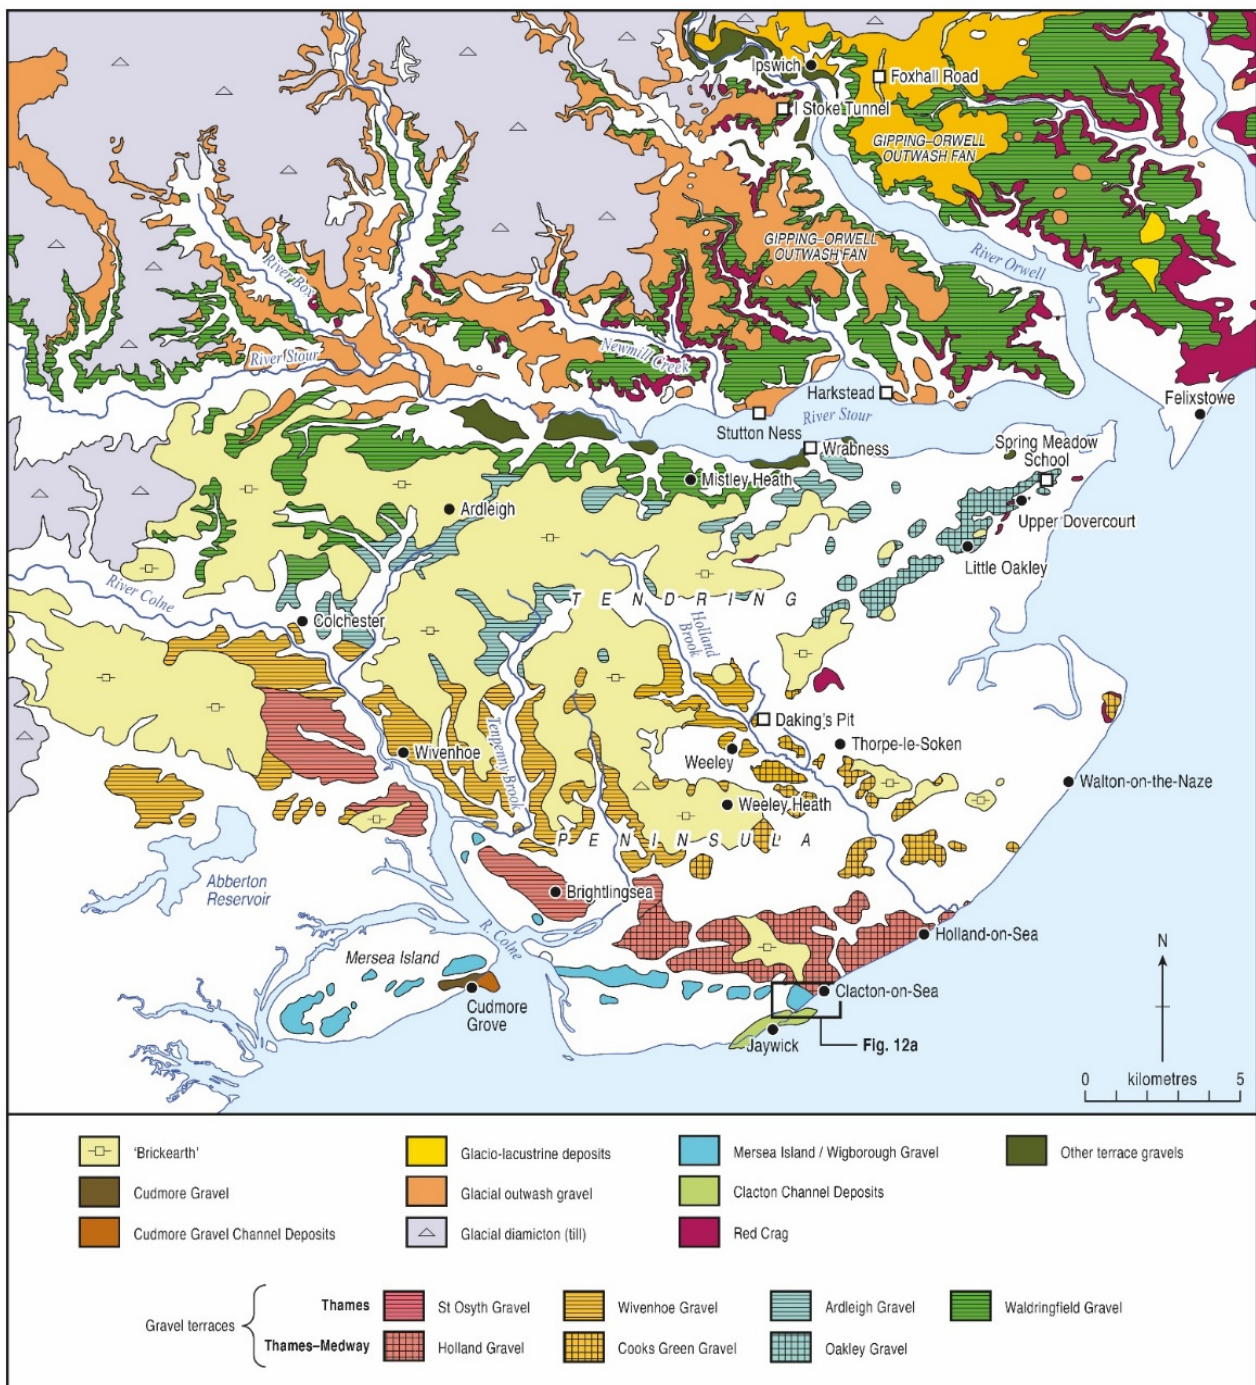 Ipswich
Foxhall Road
Stoke Tunnel
GIPPING–ORWELL
OUTWASH FAN
GIPPING–ORWELL
OUTWASH FAN
River Orwell
River Box
River Stour
Newmill Creek
Harkstead
River Stour
Felixstowe
Stutton Ness
Wrabness
Spring Meadow
School
Mistley Heath
Ardleigh
Upper Dovercourt
Little Oakley
River Colne
TENDRING
Colchester
Holland
Brook
Daking's Pit
Thorpe-le-Soken
Wivenhoe
Tenpenny Brook
Weeley
Walton-on-the-Naze
Weeley Heath
PENINSULA
Abberton
Reservoir
Brightlingsea
R. Colne
Holland-on-Sea
Mersea Island
N
Clacton-on-Sea
Cudmore
Grove
Jaywick
Fig. 12a
0 kilometres 5
'Brickearth'
Glacio-lacustrine deposits
Mersea Island / Wigborough Gravel
Other terrace gravels
Cudmore Gravel
Glacial outwash gravel
Clacton Channel Deposits
Cudmore Gravel Channel Deposits
Glacial diamicton (till)
Red Crag
Gravel terraces
Thames
St Osyth Gravel
Wivenhoe Gravel
Ardleigh Gravel
Waldringfield Gravel
Thames–Medway
Holland Gravel
Cooks Green Gravel
Oakley Gravel